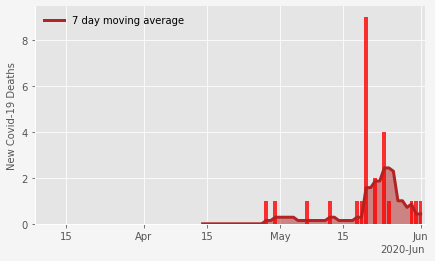 7 day moving average
New Covid-19 Deaths
8
6
4
2
0
15
Apr
15
May
15
Jun
2020-Jun